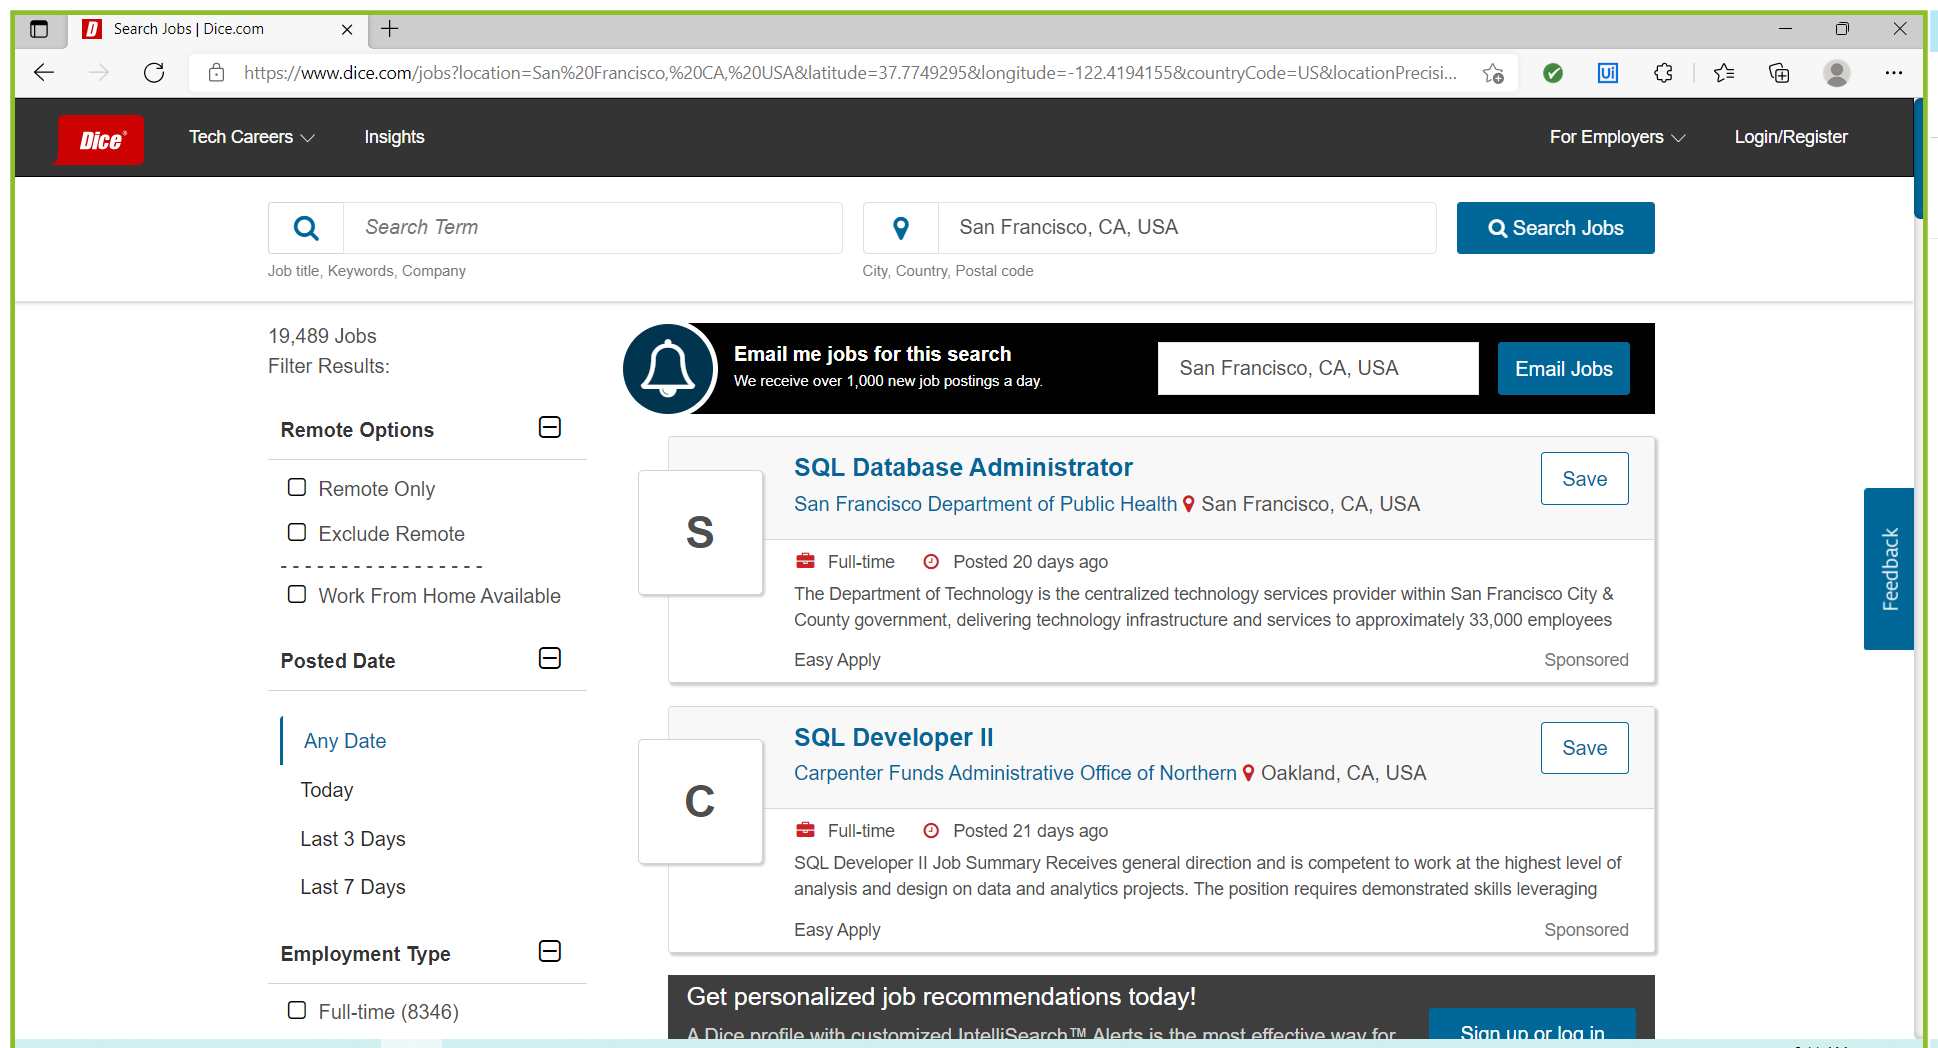 Search Jobs | Dice.com
https://www.dice.com/jobs?location=San%20Francisco,%20CA,%20USA&latitude=37.7749295&longitude=-122.4194155&countryCode=US&locationPrecisi...
Ui
Dice
Tech Careers
Insights
For Employers
Login/Register
Search Term
San Francisco, CA, USA
Search Jobs
Job title, Keywords, Company
City, Country, Postal code
19,489 Jobs
Filter Results:
Remote Options
Remote Only
Exclude Remote
- - - - - - - - - - - - - - - - -
Work From Home Available
Posted Date
Any Date
Today
Last 3 Days
Last 7 Days
Employment Type
Full-time (8346)
Email me jobs for this search
We receive over 1,000 new job postings a day.
San Francisco, CA, USA
Email Jobs
S
SQL Database Administrator
San Francisco Department of Public Health San Francisco, CA, USA
Save
Full-time Posted 20 days ago
The Department of Technology is the centralized technology services provider within San Francisco City &
County government, delivering technology infrastructure and services to approximately 33,000 employees
Easy Apply
Sponsored
C
SQL Developer II
Carpenter Funds Administrative Office of Northern Oakland, CA, USA
Save
Full-time Posted 21 days ago
SQL Developer II Job Summary Receives general direction and is competent to work at the highest level of
analysis and design on data and analytics projects. The position requires demonstrated skills leveraging
Easy Apply
Sponsored
Get personalized job recommendations today!
A Dice profile with customized IntelliSearch™ Alerts is the most effective way for
Sign up or log in
Feedback